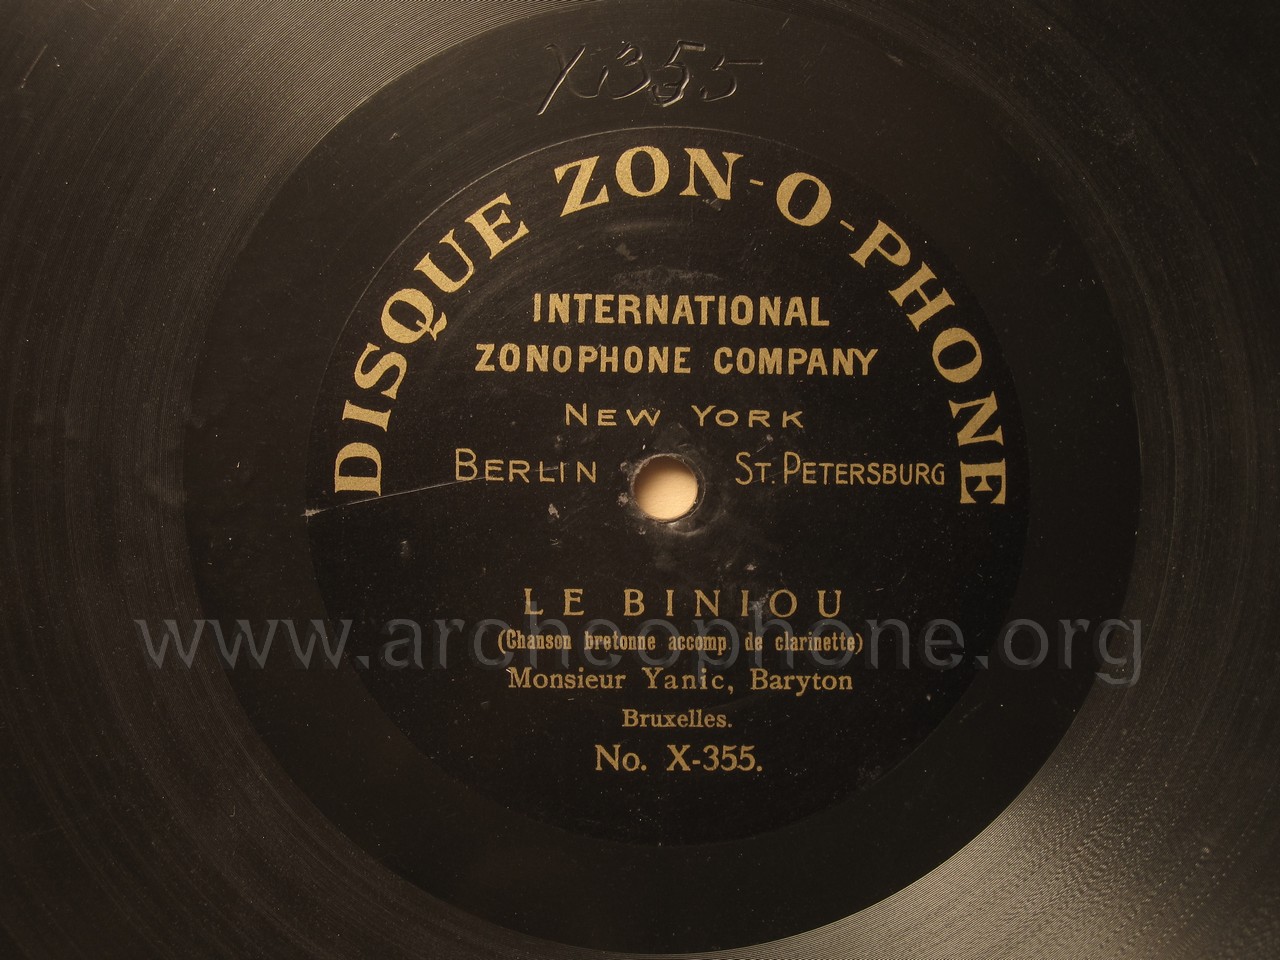 X355
DISQUE ZON-O-PHONE
INTERNATIONAL
ZONOPHONE COMPANY
NEW YORK
BERLIN ST. PETERSBURG
LE BINIOU
(Chanson bretonne accomp. de clarinette)
www.archeophone.org
Monsieur Yanic, Baryton
Bruxelles.
No. X-355.